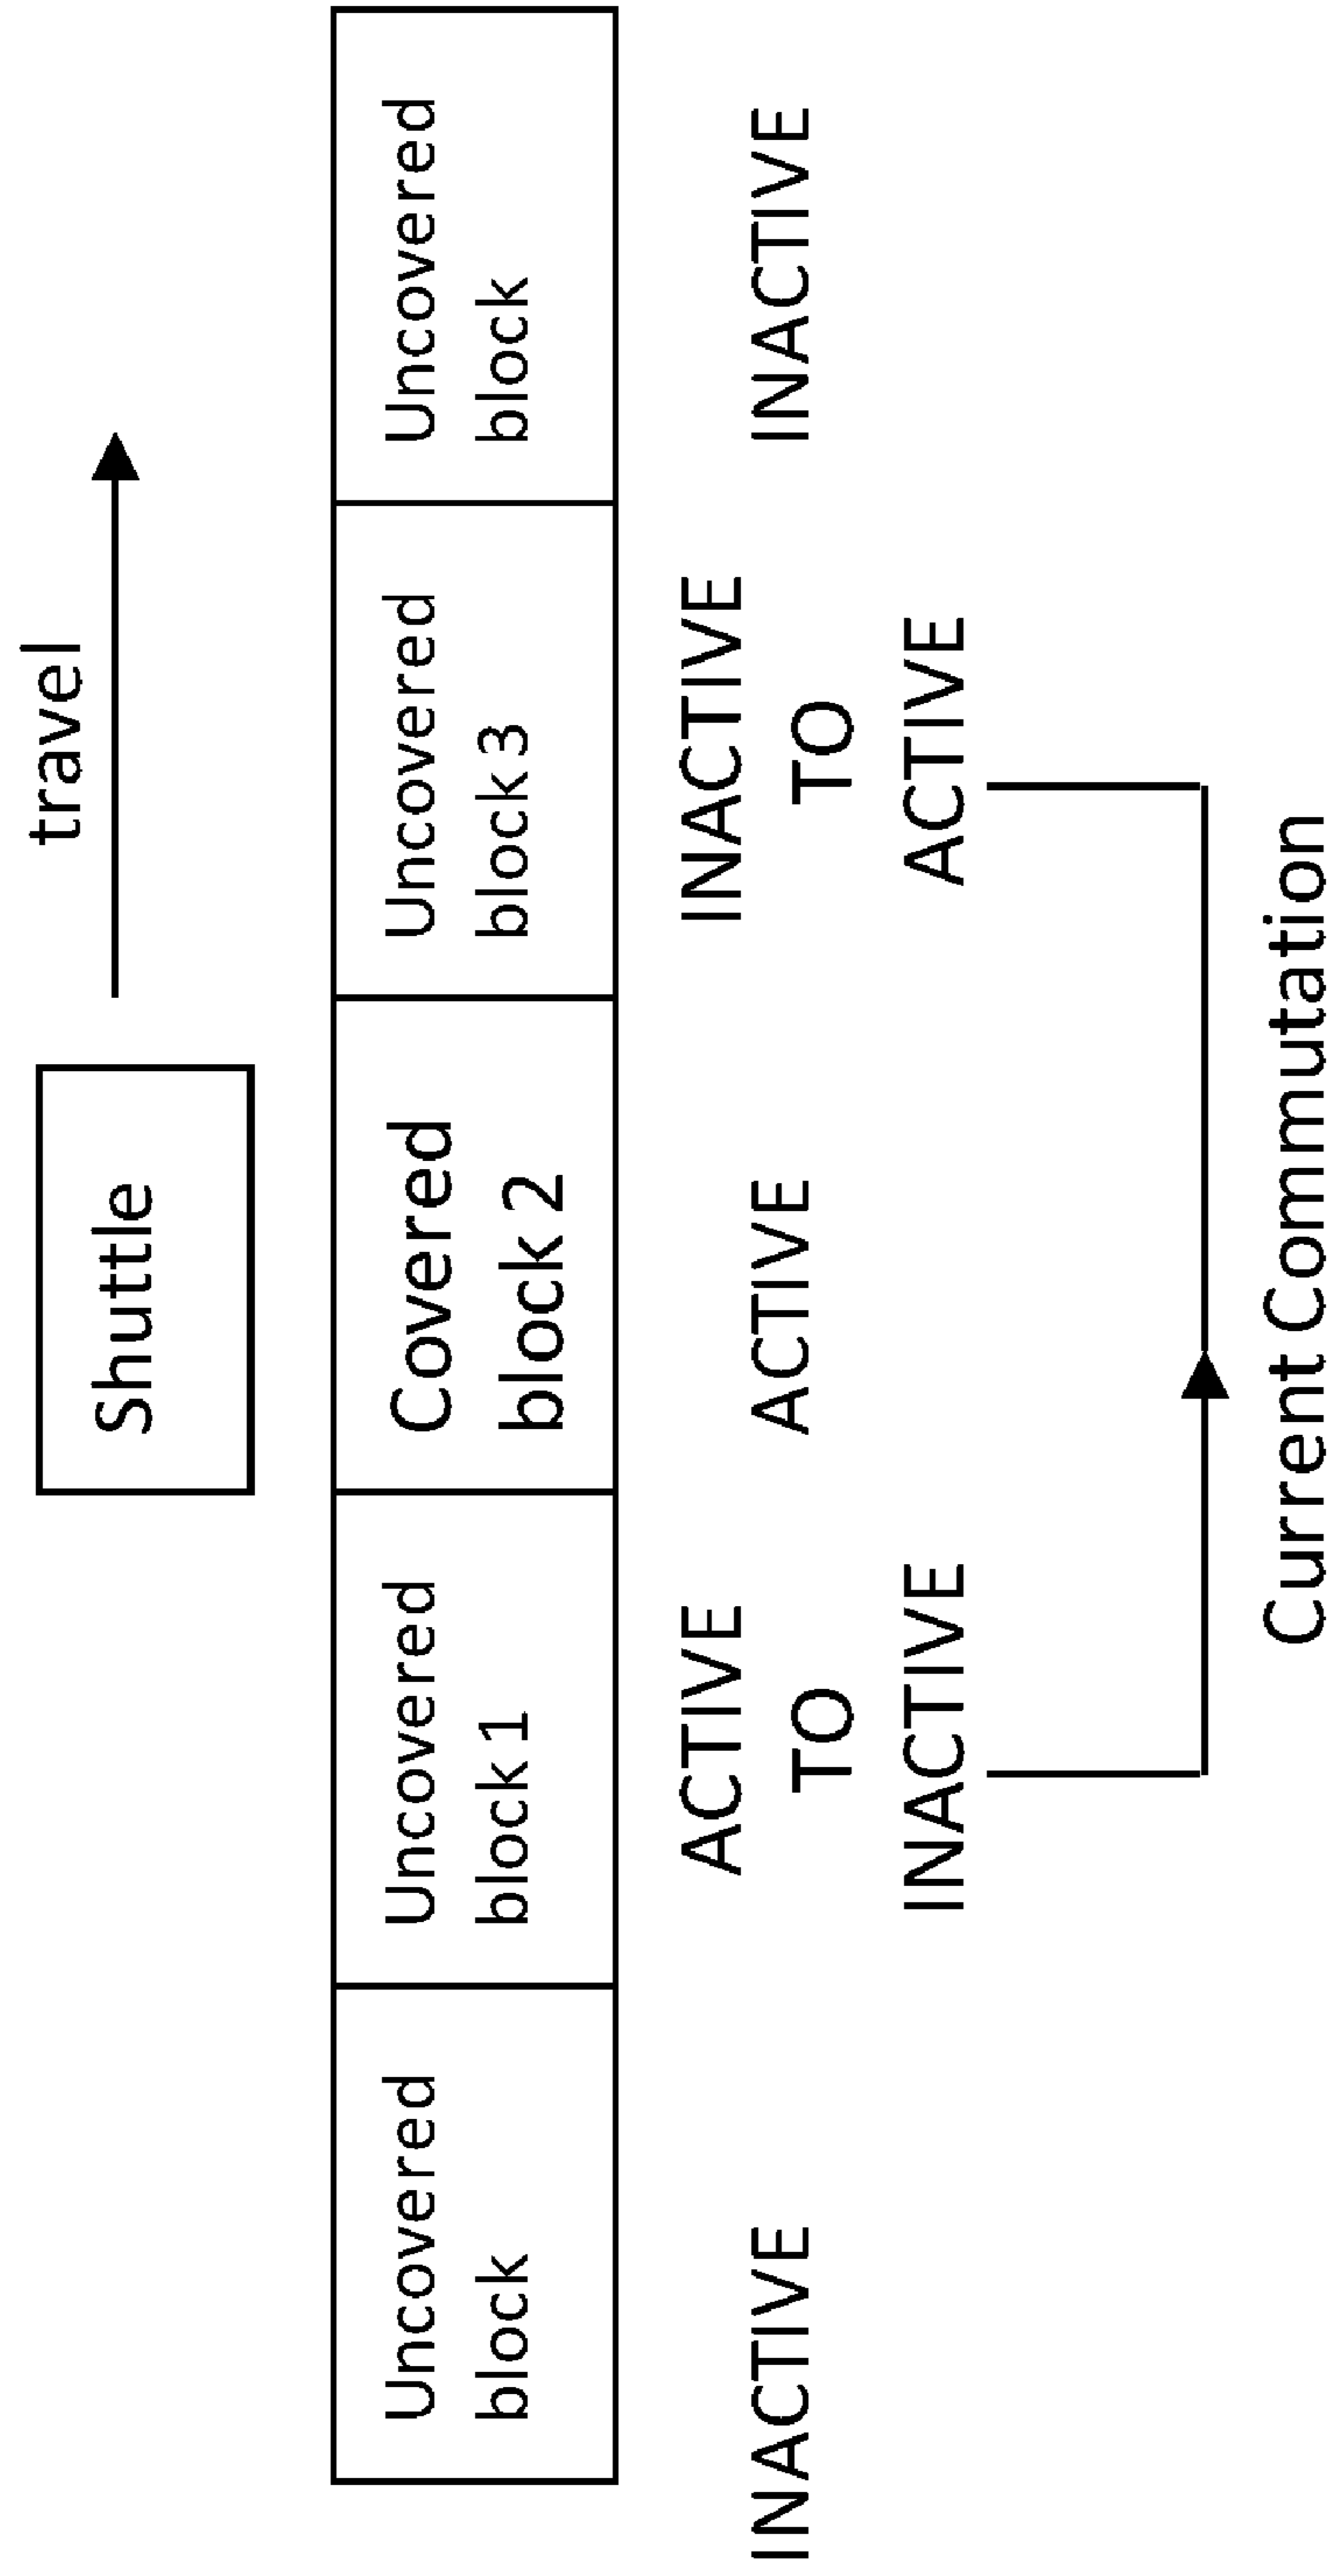 travel
Shuttle
Uncovered
block
Uncovered
block 1
Covered
block 2
Uncovered
block 3
Uncovered
block
INACTIVE
ACTIVE
TO
INACTIVE
ACTIVE
INACTIVE
TO
ACTIVE
INACTIVE
Current Commutation